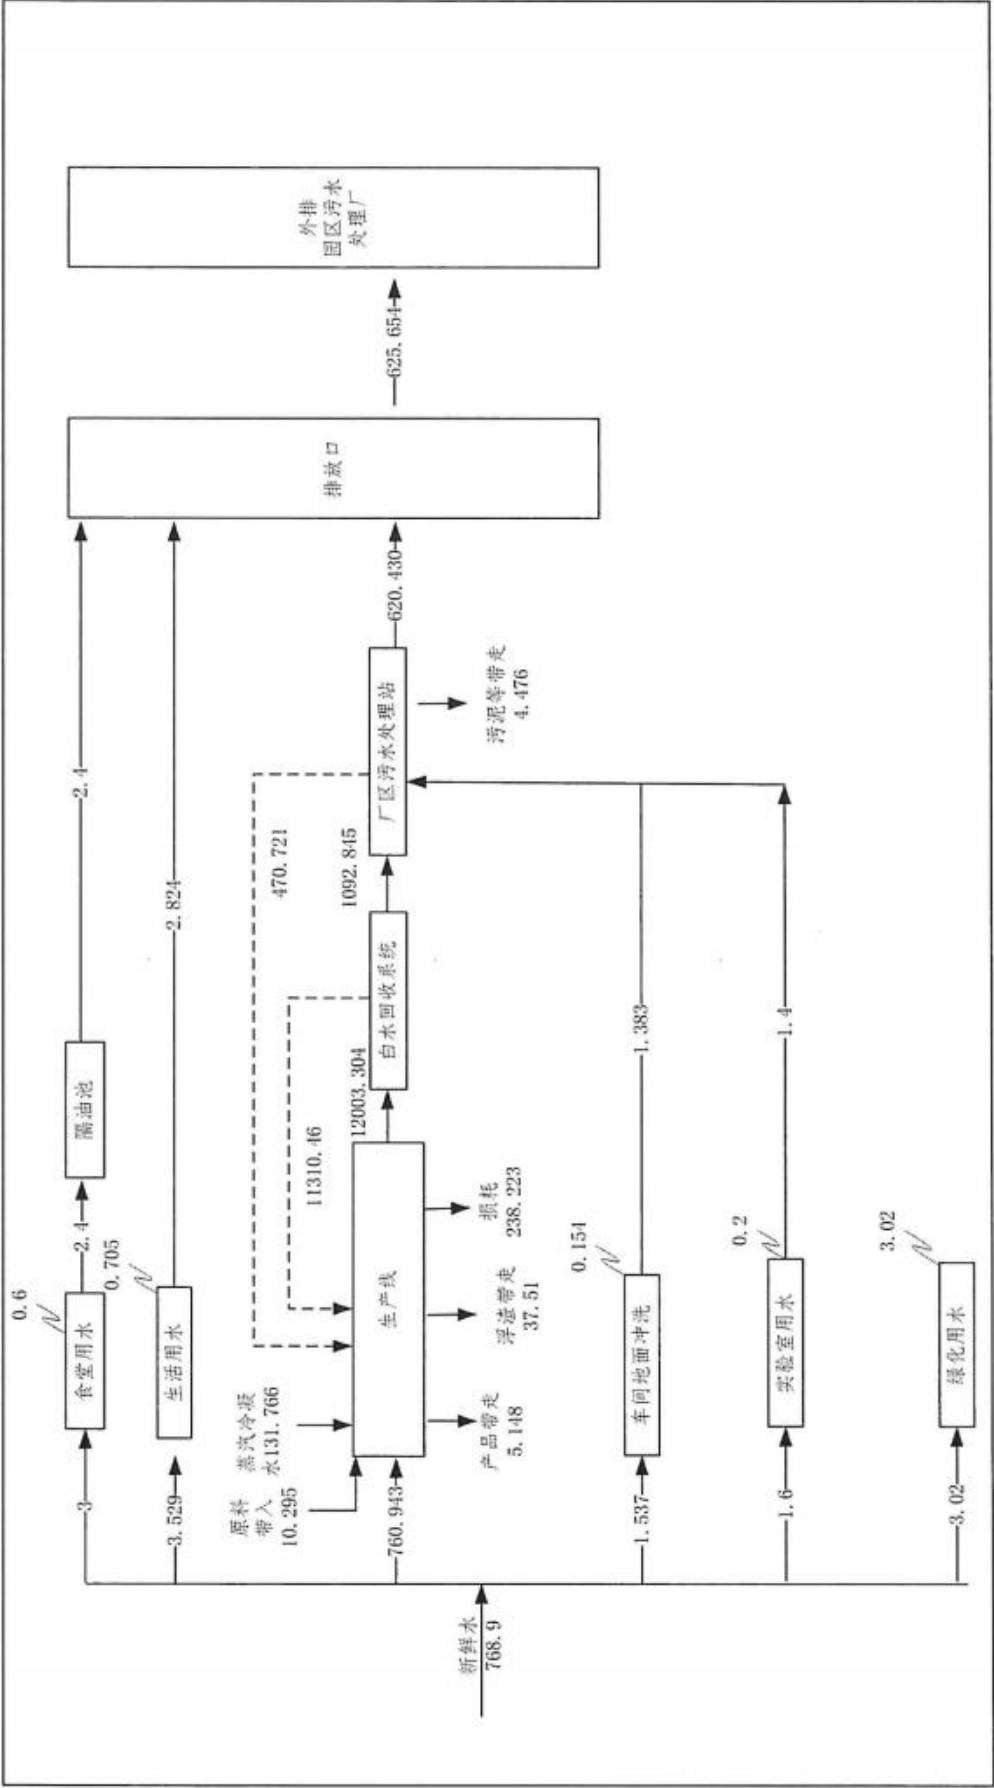 新鲜水
768.9
3
食堂用水
0.6
2.4
隔油池
2.4
3.529
生活用水
0.705
2.824
原料
带入
10.295
蒸汽冷凝
水131.766
760.943
生产线
产品带走
5.148
浮渣带走
37.51
损耗
238.223
12003.304
11310.46
白水回收系统
470.721
1092.845
厂区污水处理站
污泥等带走
4.476
620.430
排放口
625.654
外排
园区污水
处理厂
1.537
车间地面冲洗
0.154
1.383
1.6
实验室用水
0.2
1.4
3.02
绿化用水
3.02